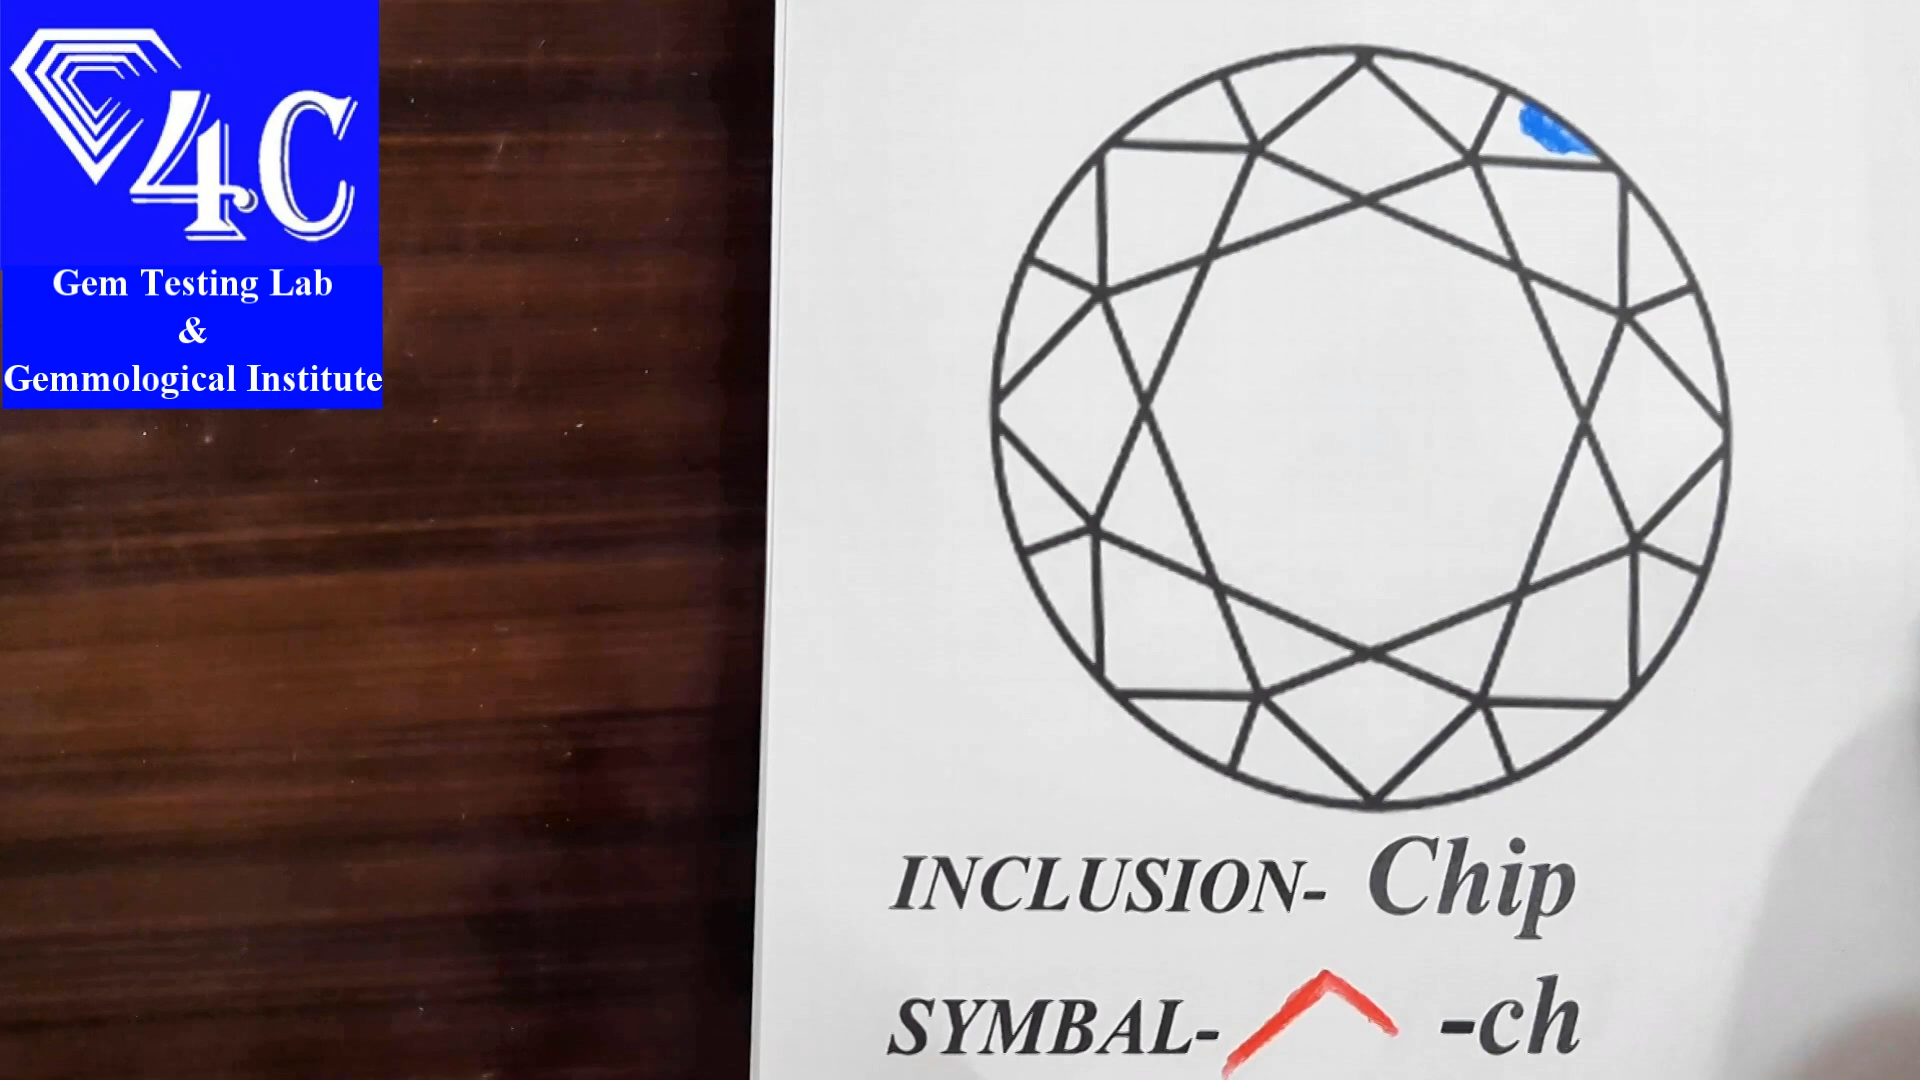 4C
Gem Testing Lab
&
Gemmological Institute
INCLUSION- Chip
SYMBAL- -ch